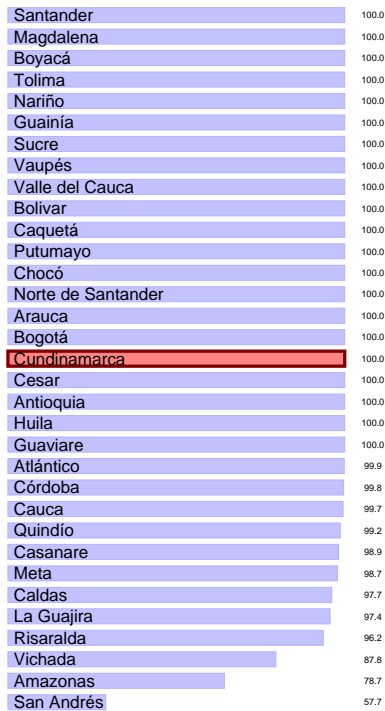 Santander 100.0
Magdalena 100.0
Boyacá 100.0
Tolima 100.0
Nariño 100.0
Guainía 100.0
Sucre 100.0
Vaupés 100.0
Valle del Cauca 100.0
Bolivar 100.0
Caquetá 100.0
Putumayo 100.0
Chocó 100.0
Norte de Santander 100.0
Arauca 100.0
Bogotá 100.0
Cundinamarca 100.0
Cesar 100.0
Antioquia 100.0
Huila 100.0
Guaviare 100.0
Atlántico 99.9
Córdoba 99.8
Cauca 99.7
Quindío 99.2
Casanare 98.9
Meta 98.7
Caldas 97.7
La Guajira 97.4
Risaralda 96.2
Vichada 87.8
Amazonas 78.7
San Andrés 57.7